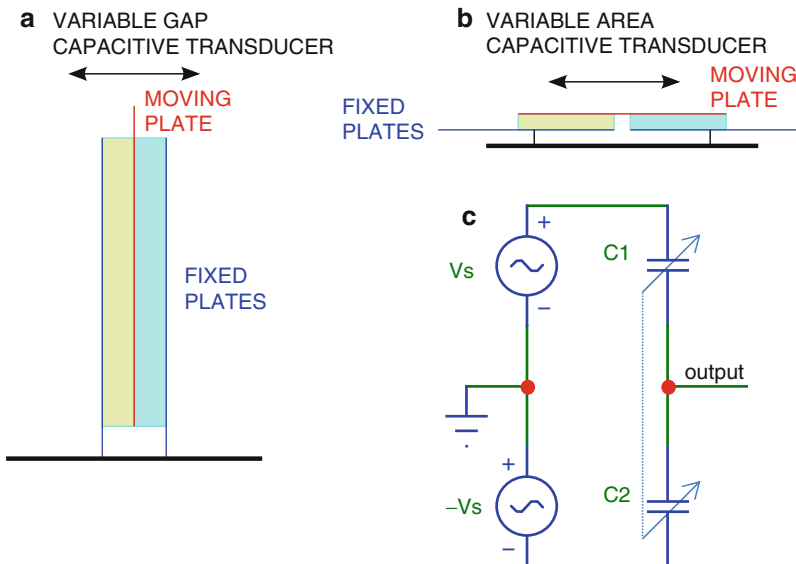 a VARIABLE GAP
CAPACITIVE TRANSDUCER
MOVING
PLATE
FIXED
PLATES
b VARIABLE AREA
CAPACITIVE TRANSDUCER
MOVING
PLATE
FIXED
PLATES
c
+
Vs
−
C1
output
+
−Vs
−
C2